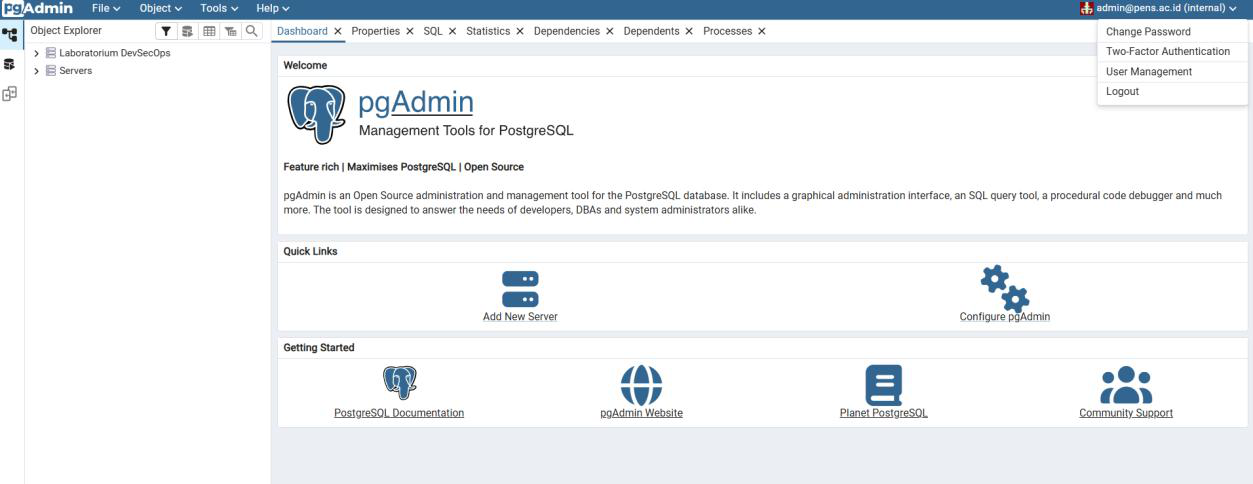 pgAdmin File Object Tools Help admin@pens.ac.id (internal)
Object Explorer
Laboratorium DevSecOps
Servers
Dashboard Properties SQL Statistics Dependencies Dependents Processes
Change Password
Two-Factor Authentication
User Management
Logout
Welcome
pgAdmin
Management Tools for PostgreSQL
Feature rich | Maximises PostgreSQL | Open Source
pgAdmin is an Open Source administration and management tool for the PostgreSQL database. It includes a graphical administration interface, an SQL query tool, a procedural code debugger and much
more. The tool is designed to answer the needs of developers, DBAs and system administrators alike.
Quick Links
Add New Server
Configure pgAdmin
Getting Started
PostgreSQL Documentation
pgAdmin Website
Planet PostgreSQL
Community Support